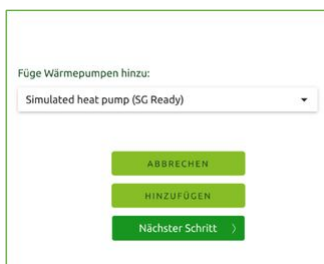 Füge Wärmepumpen hinzu:
Simulated heat pump (SG Ready)
ABBRECHEN
HINZUFÜGEN
Nächster Schritt